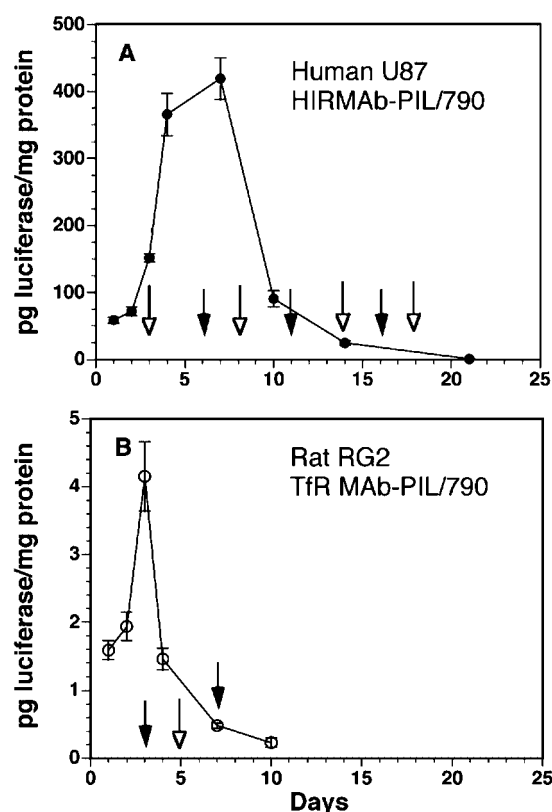 500
400
300
200
100
0
pg luciferase/mg protein
A
Human U87
HIRMAb-PIL/790
0 5 10 15 20 25
5
4
3
2
1
0
pg luciferase/mg protein
B
Rat RG2
TfR MAb-PIL/790
0 5 10 15 20 25
Days